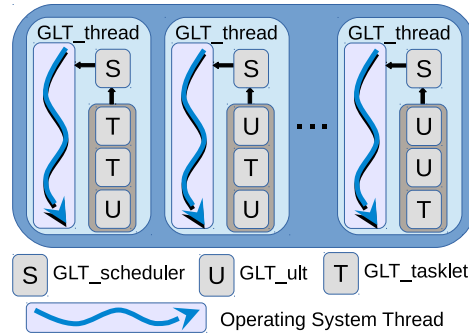 GLT_thread GLT_thread GLT_thread
S S S
T U U
T T U
U U T
...
S GLT_scheduler U GLT_ult T GLT_tasklet
Operating System Thread